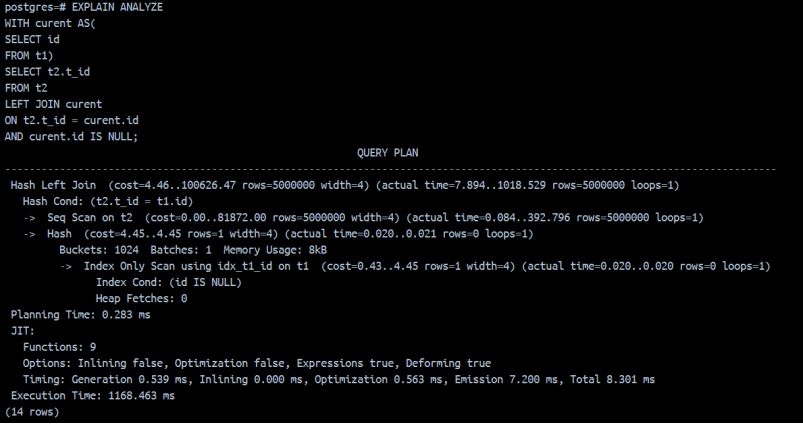 postgres=# EXPLAIN ANALYZE
WITH curent AS(
SELECT id
FROM t1)
SELECT t2.t_id
FROM t2
LEFT JOIN curent
ON t2.t_id = curent.id
AND curent.id IS NULL;
QUERY PLAN
-----------------------------------------------------------------------------------------------------------------------------
Hash Left Join  (cost=4.46..100626.47 rows=5000000 width=4) (actual time=7.894..1018.529 rows=5000000 loops=1)
  Hash Cond: (t2.t_id = t1.id)
  ->  Seq Scan on t2  (cost=0.00..81872.00 rows=5000000 width=4) (actual time=0.084..392.796 rows=5000000 loops=1)
  ->  Hash  (cost=4.45..4.45 rows=1 width=4) (actual time=0.020..0.021 rows=0 loops=1)
        Buckets: 1024  Batches: 1  Memory Usage: 8kB
        ->  Index Only Scan using idx_t1_id on t1  (cost=0.43..4.45 rows=1 width=4) (actual time=0.020..0.020 rows=0 loops=1)
              Index Cond: (id IS NULL)
              Heap Fetches: 0
Planning Time: 0.283 ms
JIT:
  Functions: 9
  Options: Inlining false, Optimization false, Expressions true, Deforming true
  Timing: Generation 0.539 ms, Inlining 0.000 ms, Optimization 0.563 ms, Emission 7.200 ms, Total 8.301 ms
Execution Time: 1168.463 ms
(14 rows)